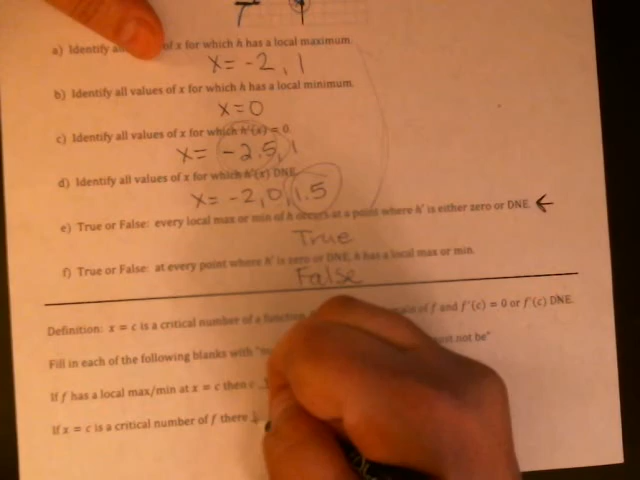 a) Identify all of x for which h has a local maximum.
x = -2, 1
b) Identify all values of x for which h has a local minimum.
x = 0
c) Identify all values of x for which h'(x) = 0.
x = -2.5, 1
d) Identify all values of x for which h'(x) DNE.
x = -2, 0, 1.5
e) True or False: every local max or min of h occurs at a point where h' is either zero or DNE. ←
True
f) True or False: at every point where h' is zero or DNE, h has a local max or min.
False
Definition: x = c is a critical number of a function of f and f'(c) = 0 or f'(c) DNE.
Fill in each of the following blanks with not be"
If f has a local max/min at x = c then c
If x = c is a critical number of f there